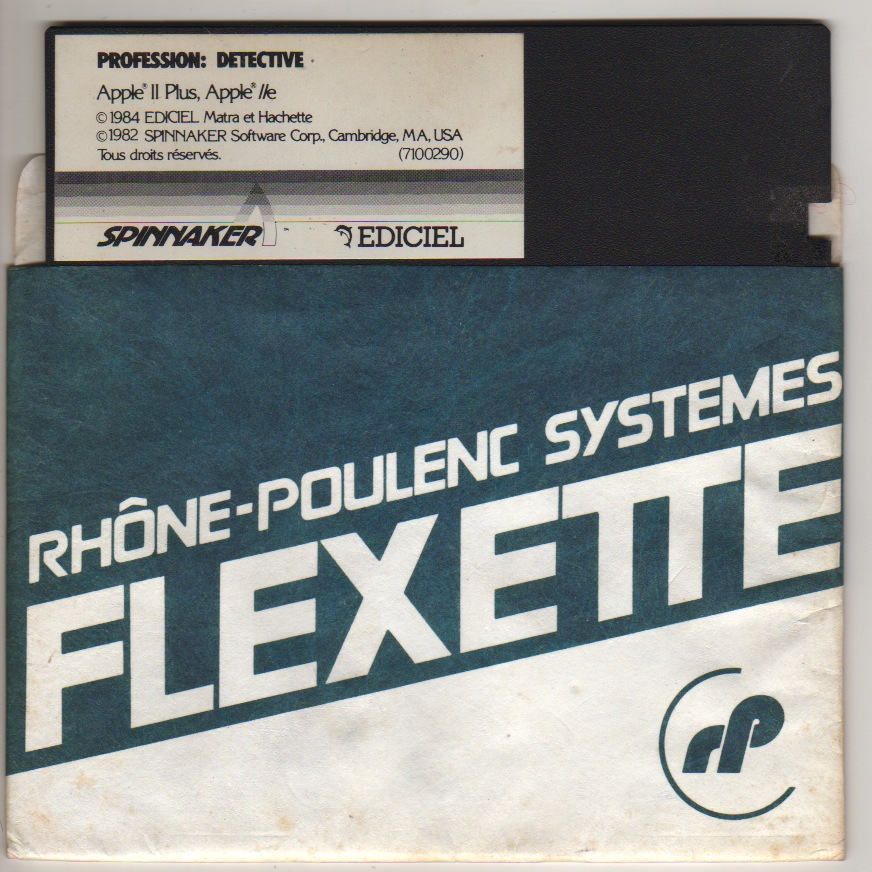 PROFESSION: DETECTIVE
Apple® II Plus, Apple® //e
©1984 EDICIEL Matra et Hachette
©1982 SPINNAKER Software Corp., Cambridge, MA, USA
Tous droits réservés. (7100290)
SPINNAKER™ EDICIEL
RHÔNE-POULENC SYSTEMES
FLEXETTE
rP